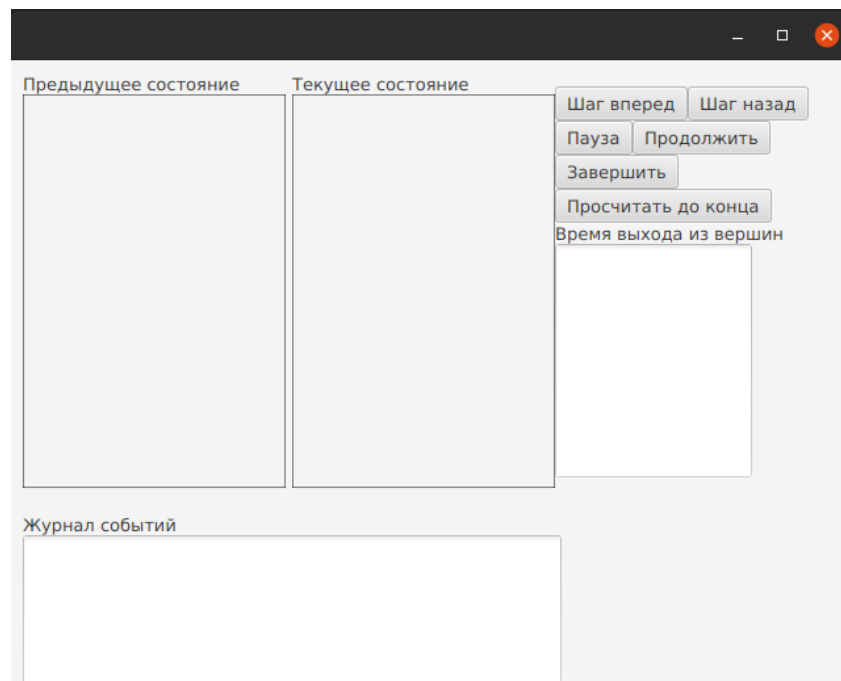 Предыдущее состояние
Текущее состояние
Шаг вперед
Шаг назад
Пауза
Продолжить
Завершить
Просчитать до конца
Время выхода из вершин
Журнал событий